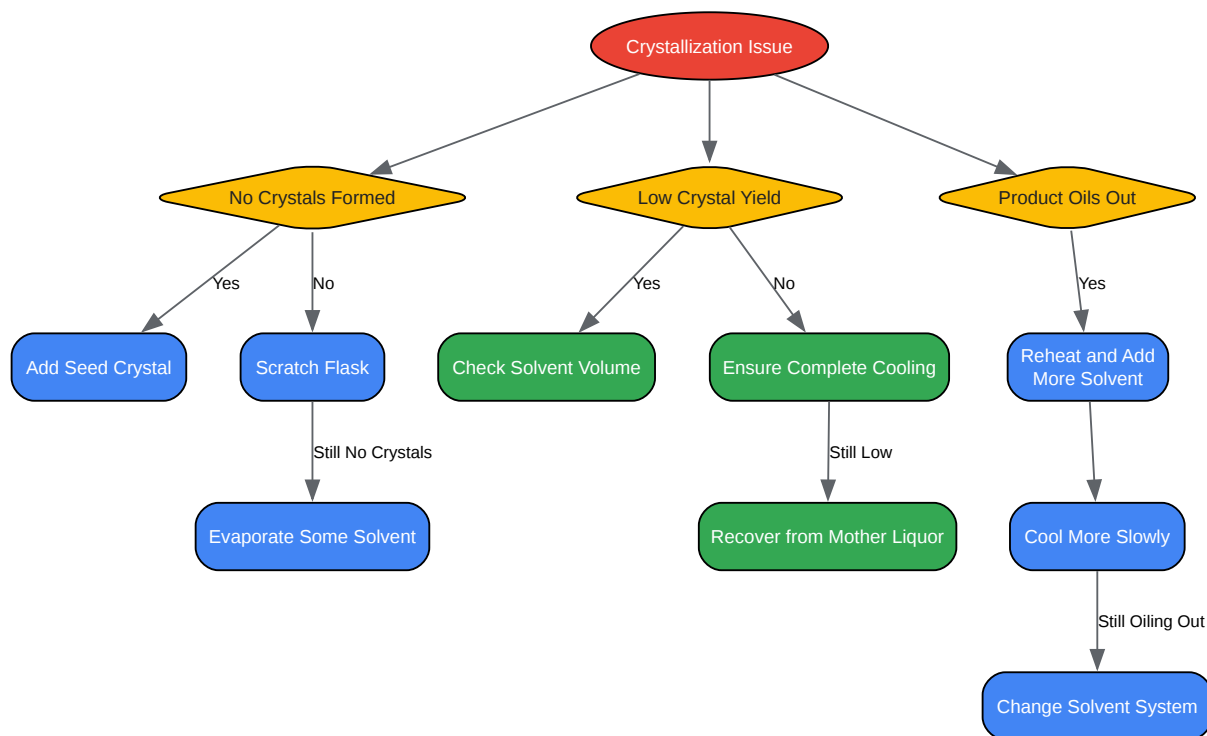 Crystallization Issue
No Crystals Formed
Low Crystal Yield
Product Oils Out
Yes
No
Yes
No
Yes
Add Seed Crystal
Scratch Flask
Check Solvent Volume
Ensure Complete Cooling
Reheat and Add
More Solvent
Still No Crystals
Still Low
Evaporate Some Solvent
Recover from Mother Liquor
Cool More Slowly
Still Oiling Out
Change Solvent System